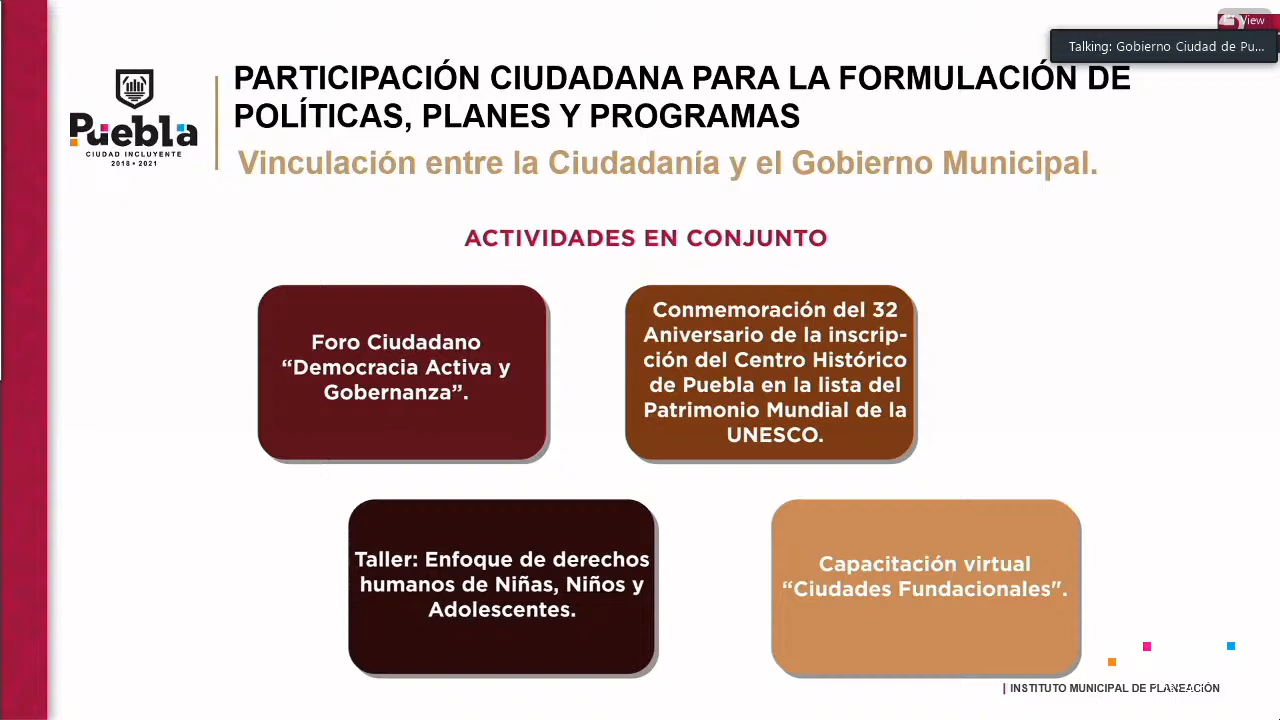 View
Talking: Gobierno Ciudad de Pu...
PARTICIPACIÓN CIUDADANA PARA LA FORMULACIÓN DE
POLÍTICAS, PLANES Y PROGRAMAS
Vinculación entre la Ciudadanía y el Gobierno Municipal.
Puebla
CIUDAD INCLUYENTE
2018 • 2021
ACTIVIDADES EN CONJUNTO
Foro Ciudadano
“Democracia Activa y
Gobernanza”.
Conmemoración del 32
Aniversario de la inscrip-
ción del Centro Histórico
de Puebla en la lista del
Patrimonio Mundial de la
UNESCO.
Taller: Enfoque de derechos
humanos de Niñas, Niños y
Adolescentes.
Capacitación virtual
“Ciudades Fundacionales".
| INSTITUTO MUNICIPAL DE PLANEACIÓN